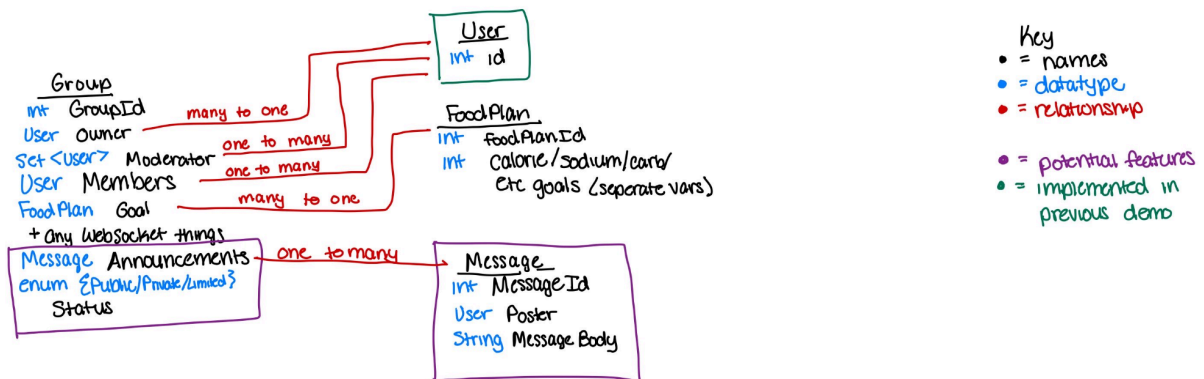 Group
int GroupId
User Owner
Set <User> Moderator
User Members
FoodPlan Goal
+ any WebSocket things
Message Announcements
enum {Public/Private/Limited}
Status
many to one
one to many
one to many
many to one
one to many
User
int id
FoodPlan
int foodPlanId
int calorie/sodium/carb/
etc goals (seperate vars)
Message
int MessageId
User Poster
String Message Body
Key
• = names
• = datatype
• = relationship
• = potential features
• = implemented in
previous demo